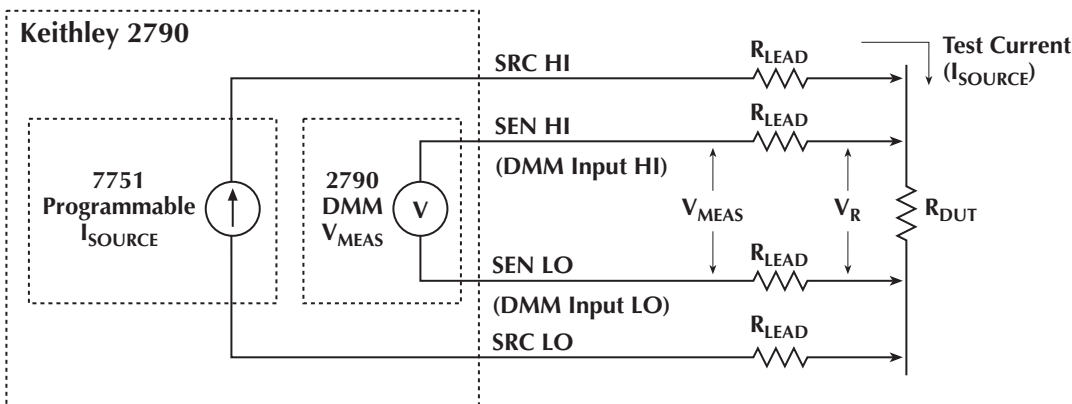 Keithley 2790
SRC HI
R_LEAD
Test Current
(I_SOURCE)
SEN HI
(DMM Input HI)
R_LEAD
7751
Programmable
I_SOURCE
2790
DMM
V_MEAS
V
V_MEAS
V_R
R_DUT
SEN LO
(DMM Input LO)
R_LEAD
SRC LO
R_LEAD